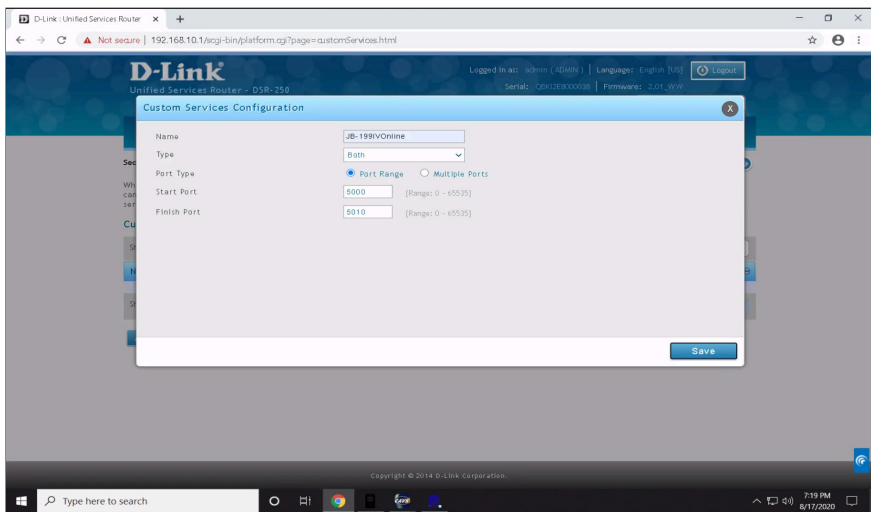 D-Link : Unified Services Router
Not secure | 192.168.10.1/scgi-bin/platform.cgi?page=customServices.html
D-Link
Unified Services Router - DSR-250
Logged in as: admin ( ADMIN ) | Language: English [US]
Logout
Serial: QBKI2E8000038 | Firmware: 2.01_WW
Custom Services Configuration
X
Name JB-199IVOnline
Type Both
Port Type Port Range Multiple Ports
Start Port 5000 [Range: 0 - 65535]
Finish Port 5010 [Range: 0 - 65535]
Save
Copyright © 2014 D-Link Corporation.
Type here to search
7:19 PM
8/17/2020